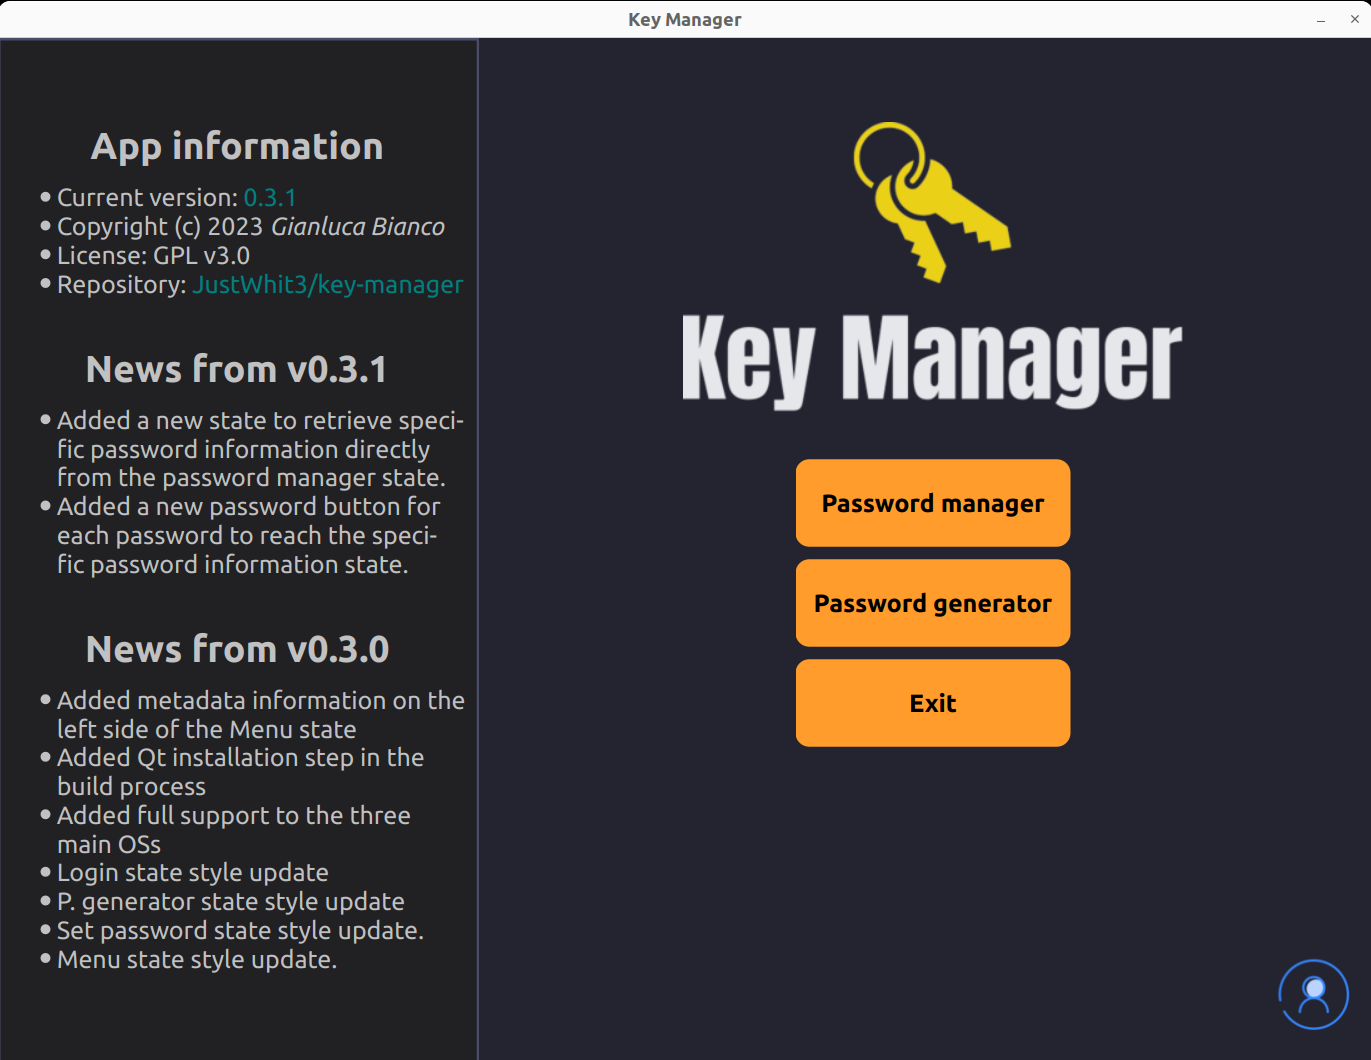 Key Manager
App information
• Current version: 0.3.1
• Copyright (c) 2023 Gianluca Bianco
• License: GPL v3.0
• Repository: JustWhit3/key-manager
News from v0.3.1
• Added a new state to retrieve speci-
fic password information directly
from the password manager state.
• Added a new password button for
each password to reach the speci-
fic password information state.
News from v0.3.0
• Added metadata information on the
left side of the Menu state
• Added Qt installation step in the
build process
• Added full support to the three
main OSs
• Login state style update
• P. generator state style update
• Set password state style update.
• Menu state style update.
Key Manager
Password manager
Password generator
Exit